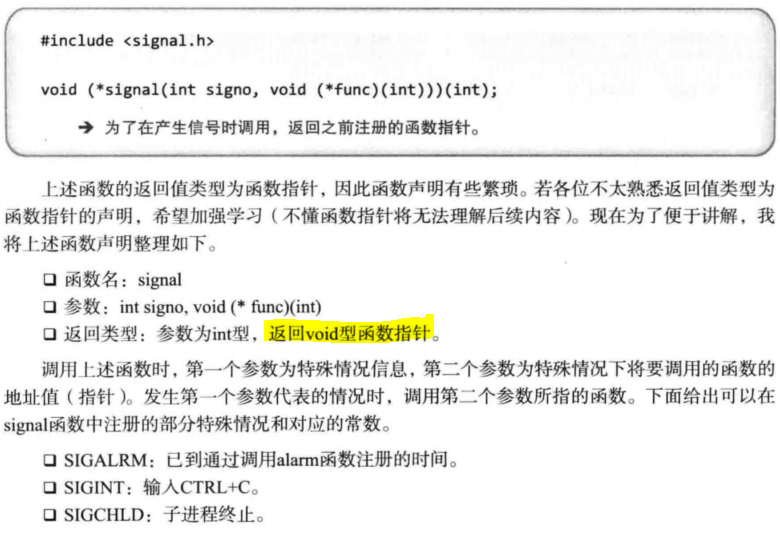 #include <signal.h>
void (*signal(int signo, void (*func)(int)))(int);
➔ 为了在产生信号时调用，返回之前注册的函数指针。
上述函数的返回值类型为函数指针，因此函数声明有些繁琐。若各位不太熟悉返回值类型为
函数指针的声明，希望加强学习（不懂函数指针将无法理解后续内容）。现在为了便于讲解，我
将上述函数声明整理如下。
❑ 函数名：signal
❑ 参数：int signo, void (* func)(int)
❑ 返回类型：参数为int型，返回void型函数指针。
调用上述函数时，第一个参数为特殊情况信息，第二个参数为特殊情况下将要调用的函数的
地址值（指针）。发生第一个参数代表的情况时，调用第二个参数所指的函数。下面给出可以在
signal函数中注册的部分特殊情况和对应的常数。
❑ SIGALRM：已到通过调用alarm函数注册的时间。
❑ SIGINT：输入CTRL+C。
❑ SIGCHLD：子进程终止。